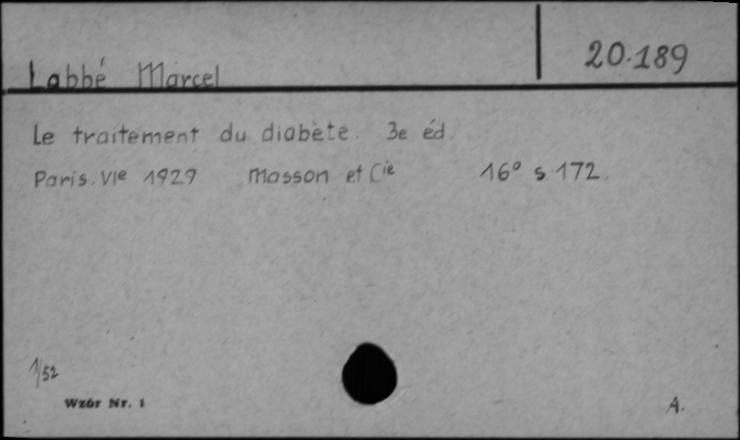 Labbé Marcel
20.189
Le traitement du diabète. 3e éd.
Paris. VIe 1929 Masson et Cie 16° s. 172.
1/52
Wzór Nr. 1
A.